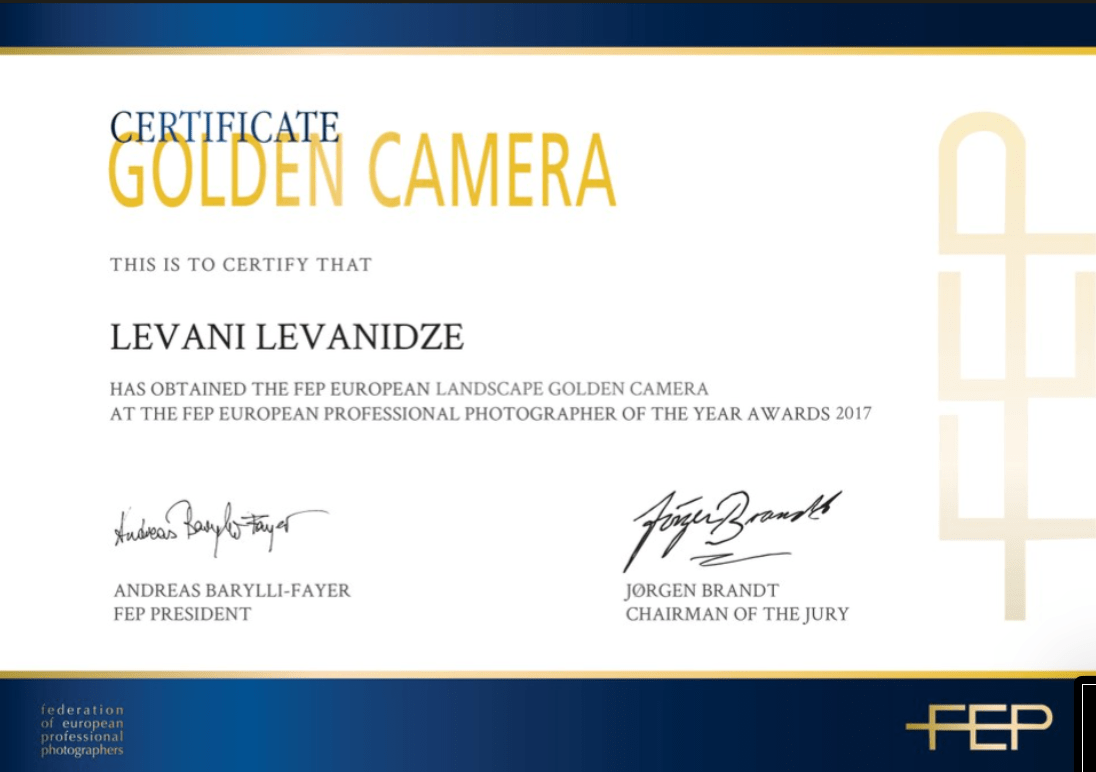 CERTIFICATE
GOLDEN CAMERA
THIS IS TO CERTIFY THAT
LEVANI LEVANIDZE
HAS OBTAINED THE FEP EUROPEAN LANDSCAPE GOLDEN CAMERA
AT THE FEP EUROPEAN PROFESSIONAL PHOTOGRAPHER OF THE YEAR AWARDS 2017
Andreas Barylli-Fayer
Jørgen Brandt
ANDREAS BARYLLI-FAYER
FEP PRESIDENT
JØRGEN BRANDT
CHAIRMAN OF THE JURY
FEP
federation
of european
professional
photographers
FEP